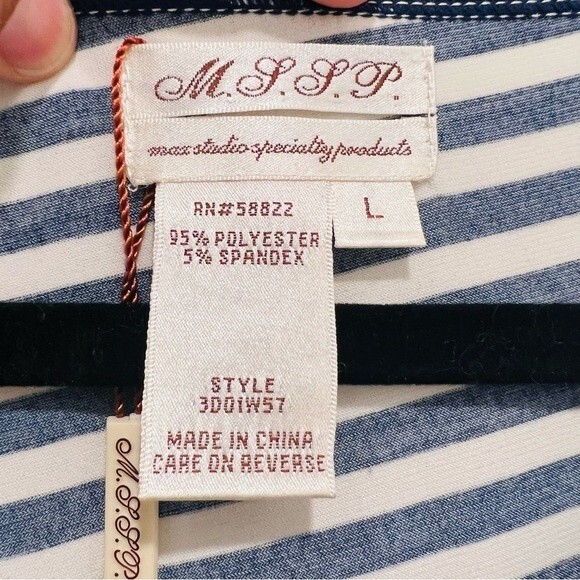 M.S.S.P.
max studio specialty products
RN#58822
L
95% POLYESTER
5% SPANDEX
STYLE
3D01W57
MADE IN CHINA
CARE ON REVERSE
M.S.S.P.